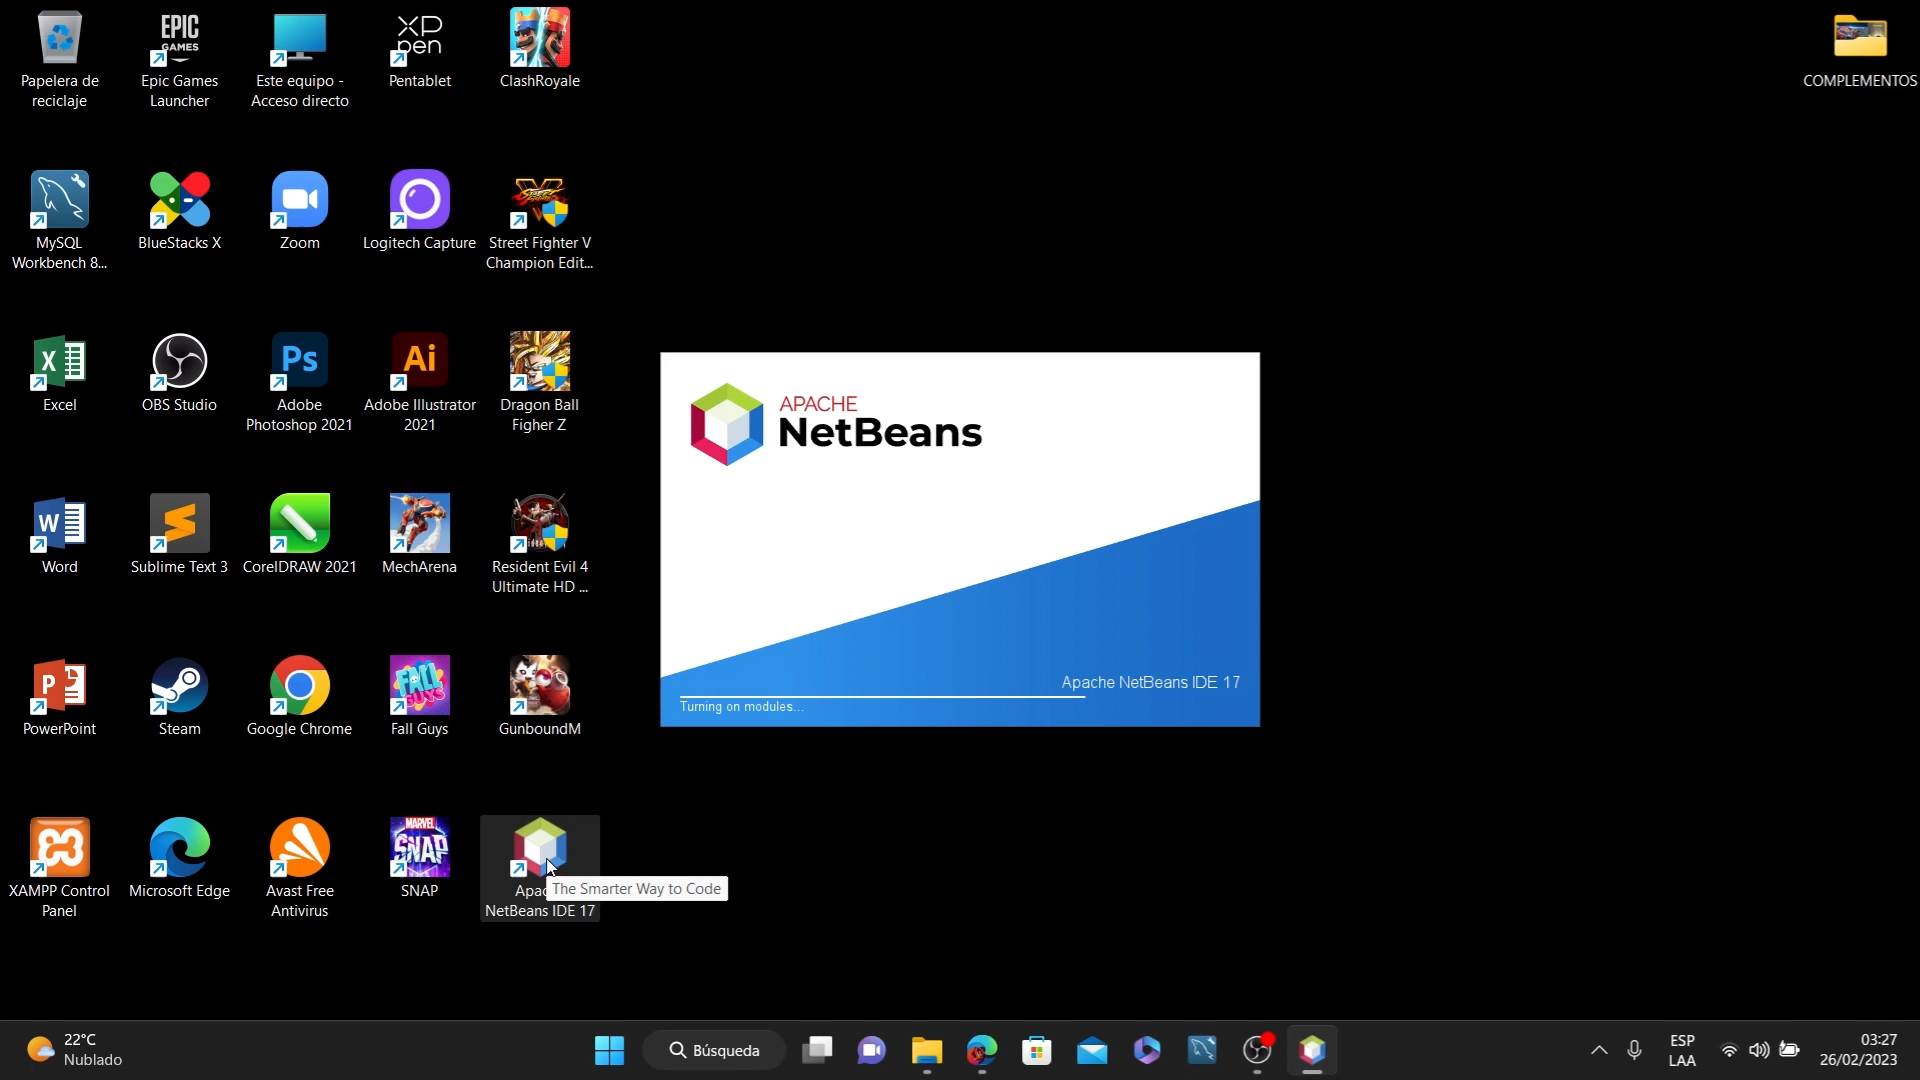 EPIC
GAMES
XP
pen
Papelera de
reciclaje
Epic Games
Launcher
Este equipo -
Acceso directo
Pentablet
ClashRoyale
COMPLEMENTOS
MySQL
Workbench 8...
BlueStacks X
Zoom
Logitech Capture
Street Fighter V
Champion Edit...
X
Ps
Ai
Excel
OBS Studio
Adobe
Photoshop 2021
Adobe Illustrator
2021
Dragon Ball
Figher Z
APACHE
NetBeans
W
Word
Sublime Text 3
CorelDRAW 2021
MechArena
Resident Evil 4
Ultimate HD ...
P
FALL
GUYS
PowerPoint
Steam
Google Chrome
Fall Guys
GunboundM
Apache NetBeans IDE 17
Turning on modules...
MARVEL
SNAP
XAMPP Control
Panel
Microsoft Edge
Avast Free
Antivirus
SNAP
Apac
NetBeans IDE 17
The Smarter Way to Code
22°C
Nublado
Búsqueda
ESP
LAA
03:27
26/02/2023